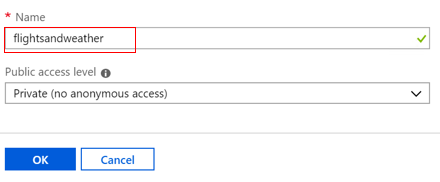 * Name
flightsandweather
Public access level
Private (no anonymous access)
OK Cancel